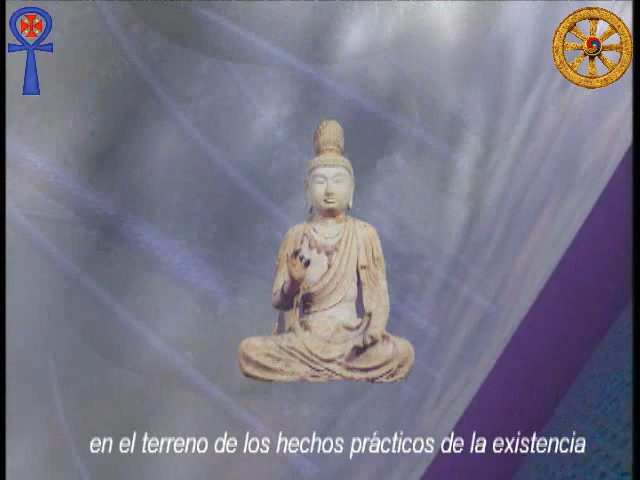 en el terreno de los hechos prácticos de la existencia